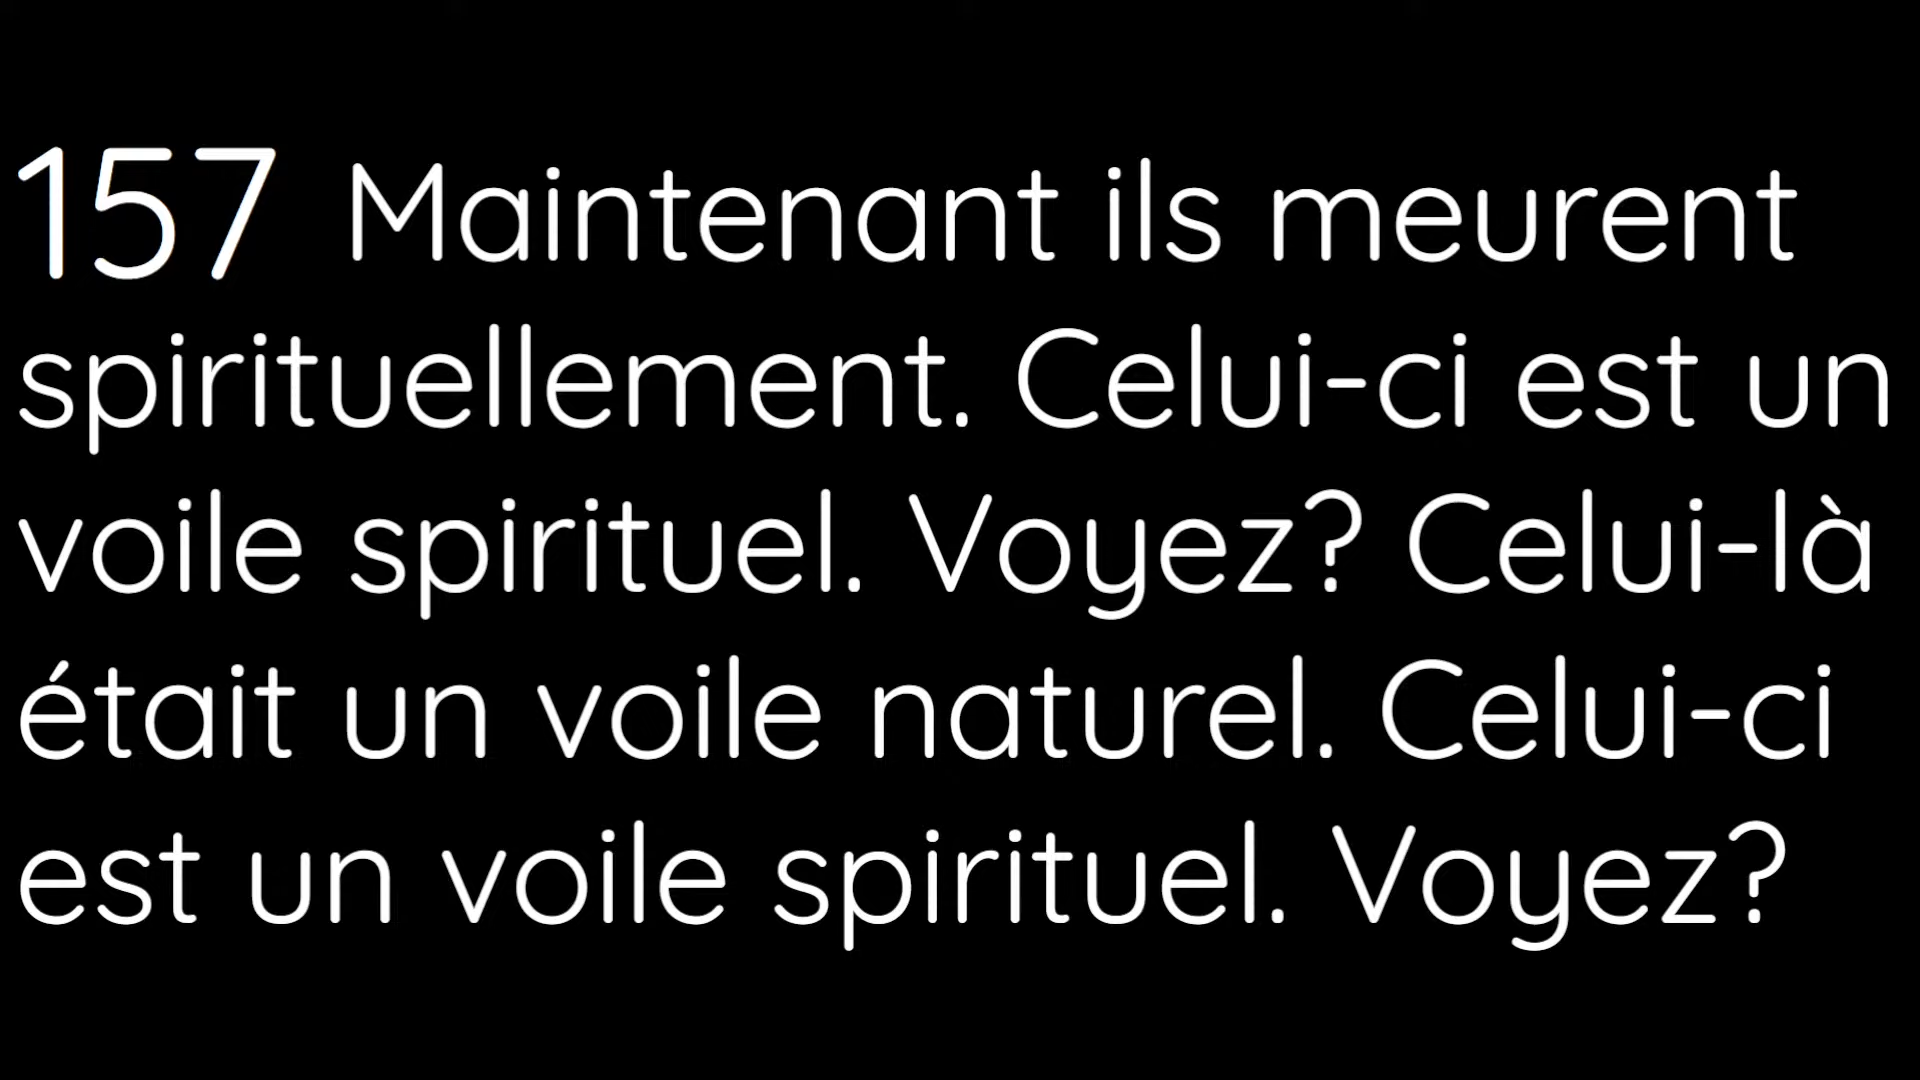 157 Maintenant ils meurent
spirituellement. Celui-ci est un
voile spirituel. Voyez? Celui-là
était un voile naturel. Celui-ci
est un voile spirituel. Voyez?